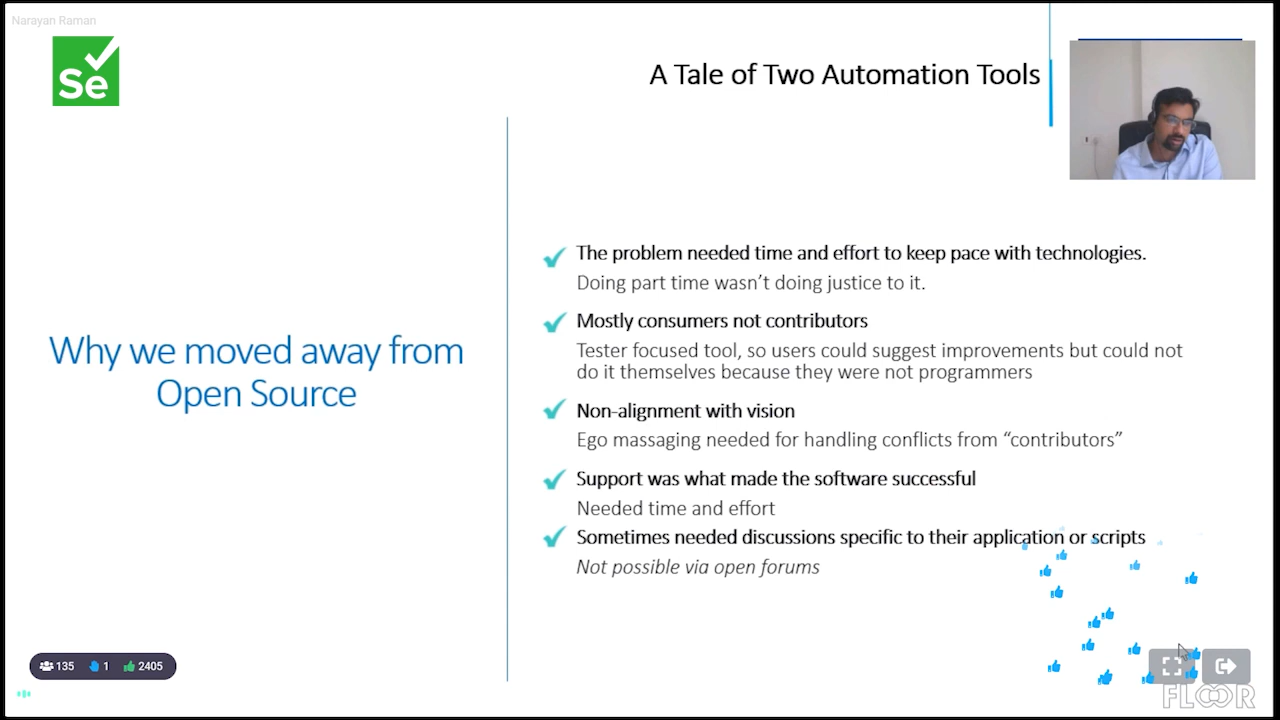 Narayan Raman
Se
A Tale of Two Automation Tools
Why we moved away from
Open Source
The problem needed time and effort to keep pace with technologies.
Doing part time wasn’t doing justice to it.
Mostly consumers not contributors
Tester focused tool, so users could suggest improvements but could not
do it themselves because they were not programmers
Non-alignment with vision
Ego massaging needed for handling conflicts from “contributors”
Support was what made the software successful
Needed time and effort
Sometimes needed discussions specific to their application or scripts
Not possible via open forums
135 1 2405
FLOOR